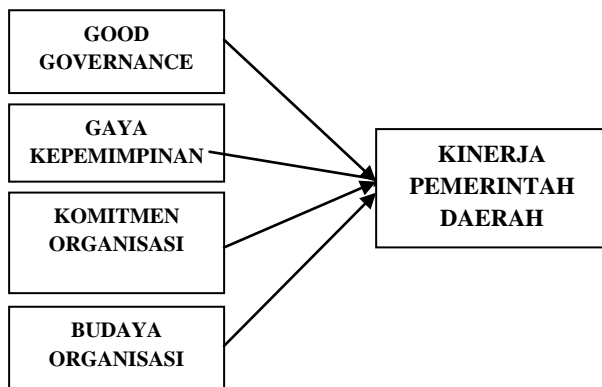 GOOD
GOVERNANCE
GAYA
KEPEMIMPINAN
KOMITMEN
ORGANISASI
BUDAYA
ORGANISASI
KINERJA
PEMERINTAH
DAERAH